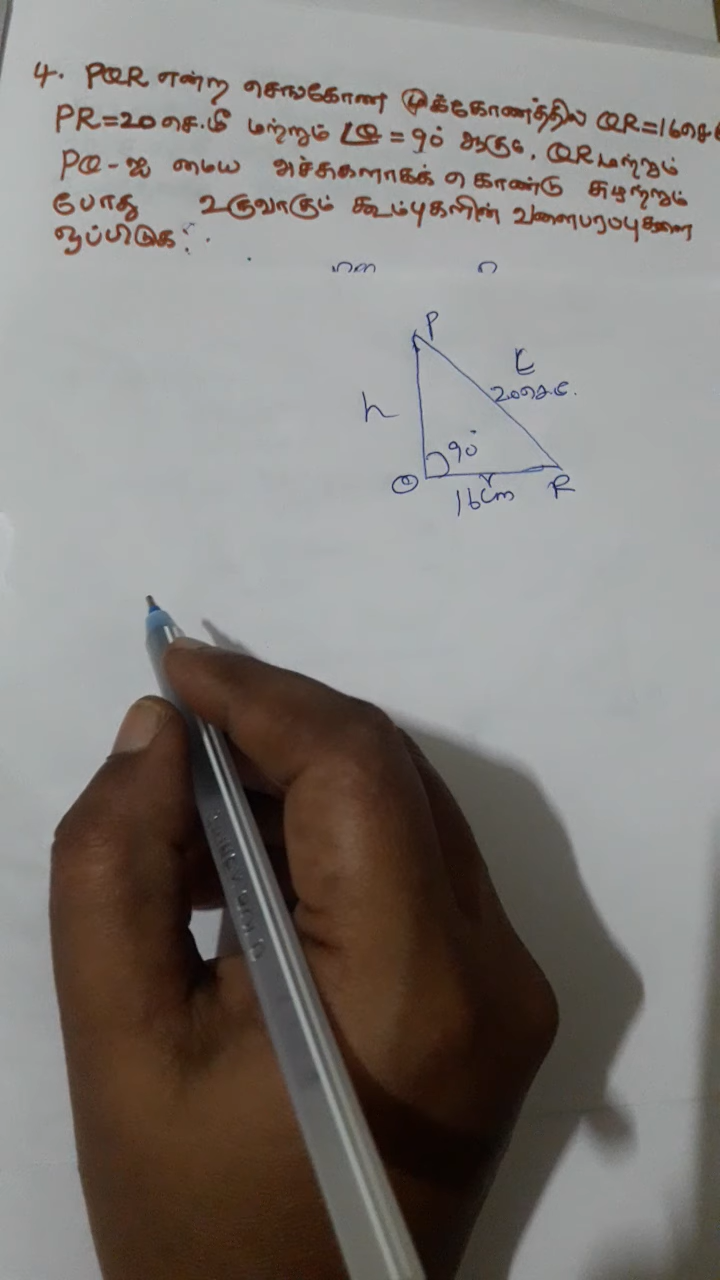 4. PQR என்ற செங்கோண முக்கோணத்தில் QR=16செ
PR=20செ.மீ மற்றும் ∠Q=90° ஆகும், QR மற்றும்
PQ-ஐ மைய அச்சுகளாகக் கொண்டு சுழற்றும்
போது உருவாகும் கூம்புகளின் வளைபரப்புகளை
ஒப்பிடுக.
P
l
20செ.மீ.
h
90°
Q
r
16cm
R